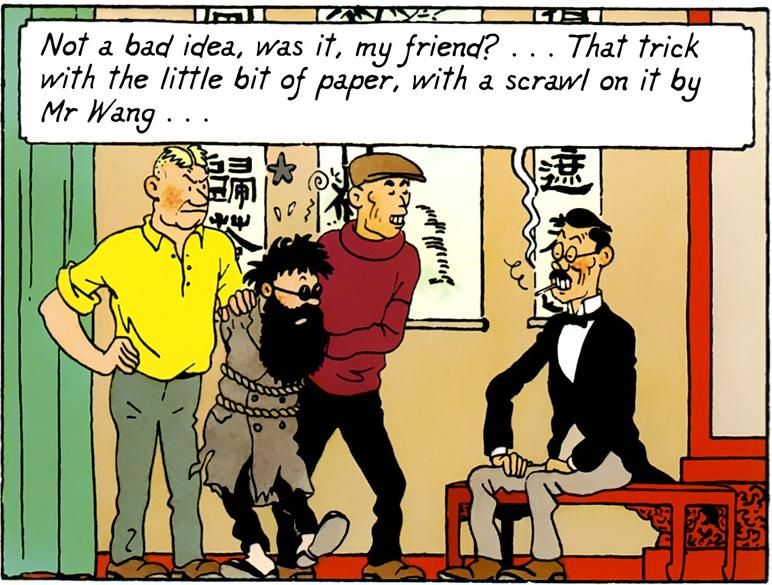 Not a bad idea, was it, my friend? . . . That trick
with the little bit of paper, with a scrawl on it by
Mr Wang . . .